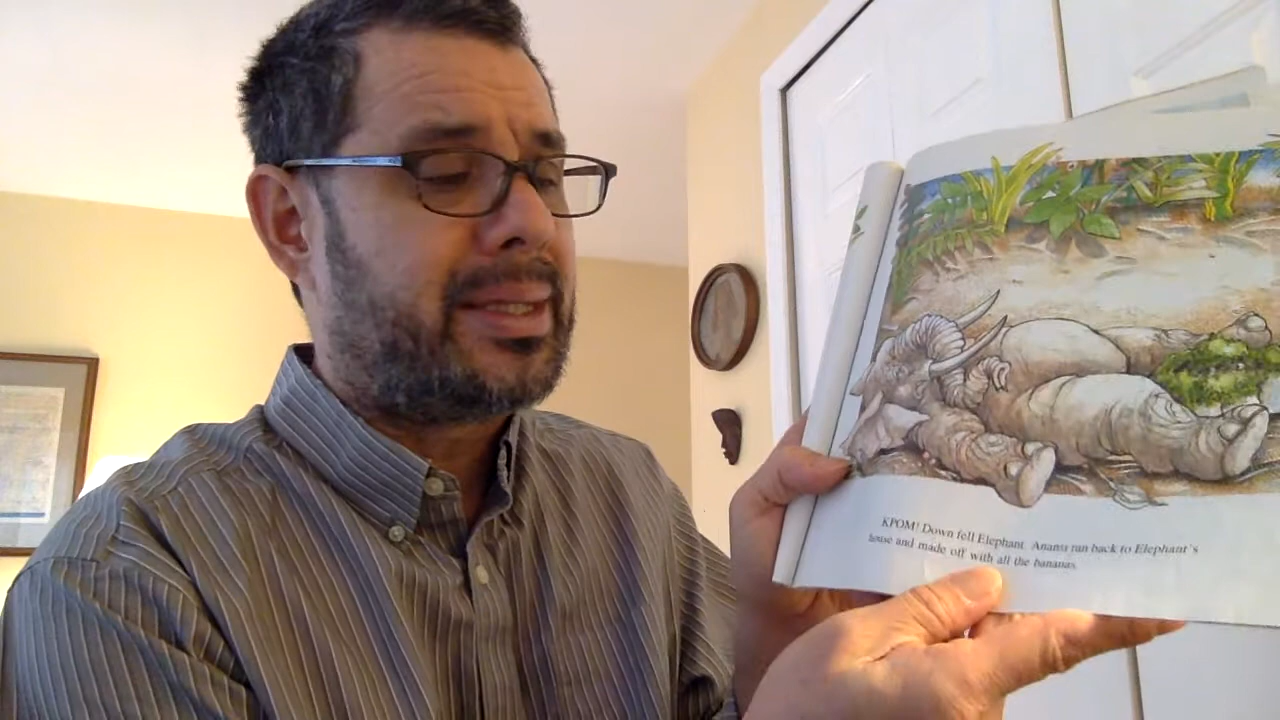 KPOM! Down fell Elephant. Anansi ran back to Elephant's
house and made off with all the bananas.